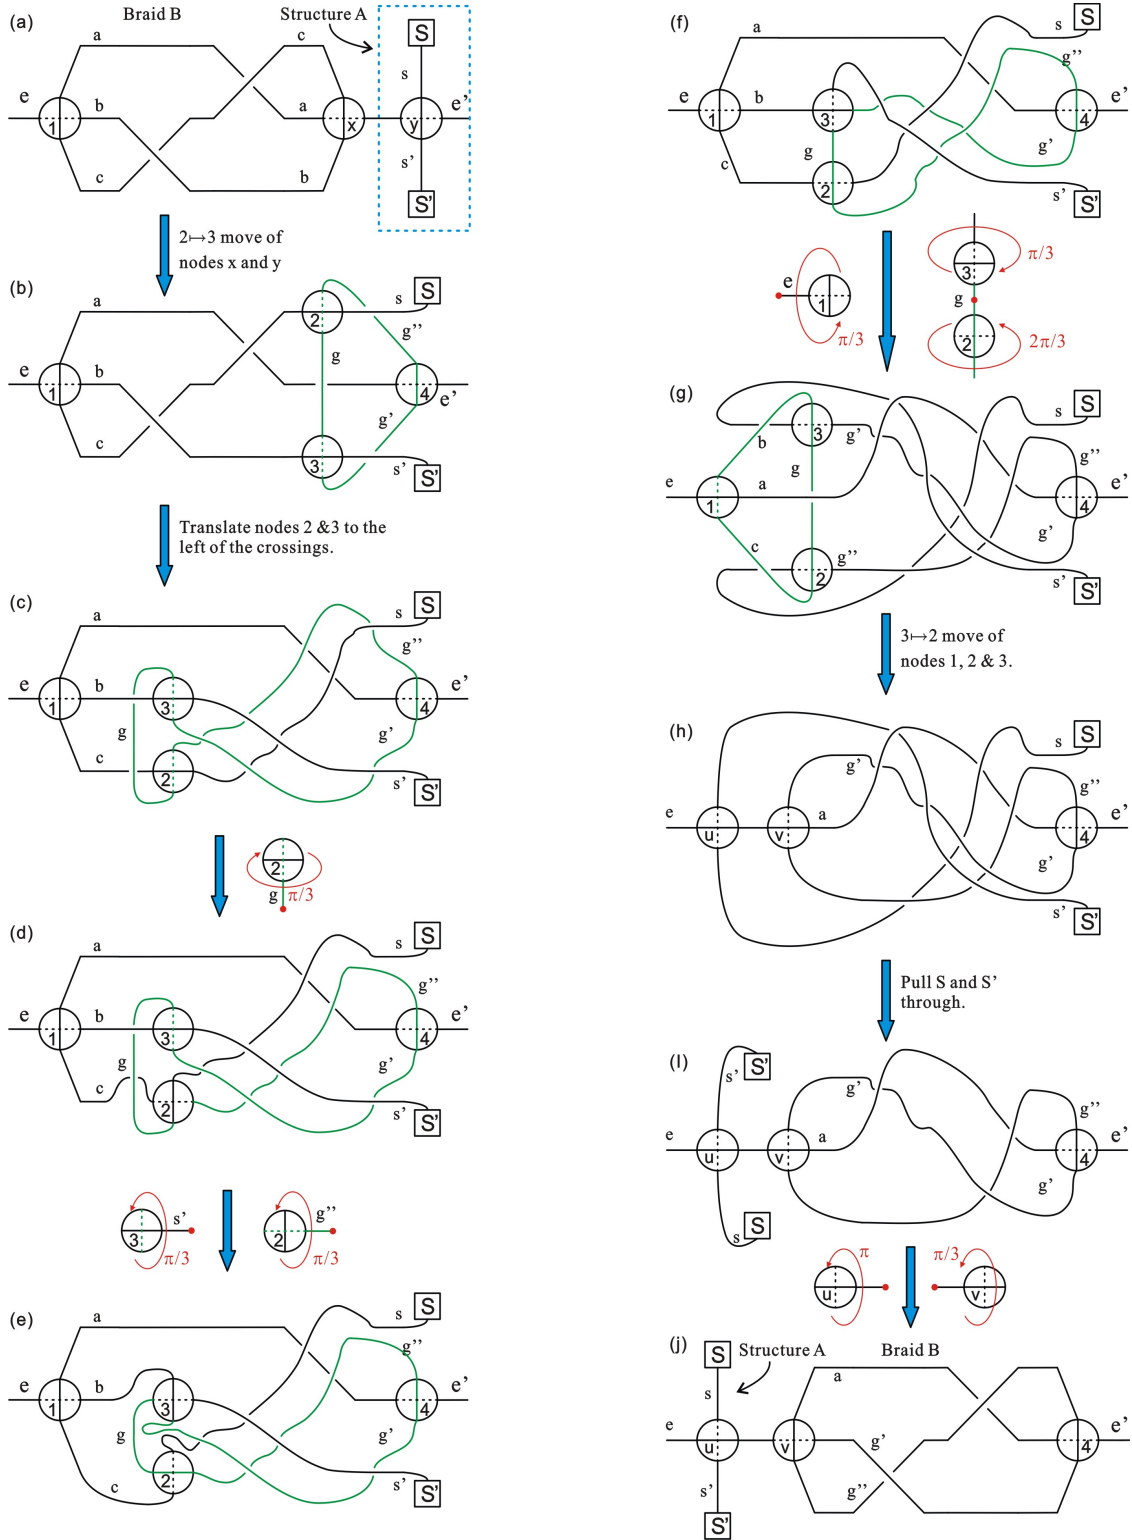 (a)
Braid B
Structure A
S
a
c
s
e
b
a
e’
1
x
y
s’
c
b
S’
2↦3 move of
nodes x and y
(b)
a
s
S
2
g’’
g
e
b
1
4
e’
c
g’
3
s’
S’
Translate nodes 2 &3 to the
left of the crossings.
(c)
a
s
S
g’’
e
b
e’
1
3
4
g
g’
c
2
s’
S’
2
g
π/3
(d)
a
s
S
g’’
e
b
e’
1
3
4
g
g’
c
2
s’
S’
3
s’
π/3
2
g’’
π/3
(e)
a
s
S
g’’
e
b
e’
1
3
4
g
g’
c
2
s’
S’
(f)
S
s
a
g’’
e
b
e’
1
3
4
g
g’
c
2
s’
S’
e
1
π/3
3
π/3
g
2
2π/3
(g)
S
s
b
3
g’
g’’
e
a
g
e’
1
4
c
g’’
g’
2
s’
S’
3↦2 move of
nodes 1, 2 & 3.
(h)
S
s
g’
g’’
e
a
e’
u
v
4
g’
s’
S’
Pull S and S’
through.
(I)
s’
S’
g’
g’’
e
a
e’
u
v
4
g’
s
S
u
π
π/3
v
(j)
S
Structure A
Braid B
s
a
e
g’
e’
u
v
4
s’
g’’
S’